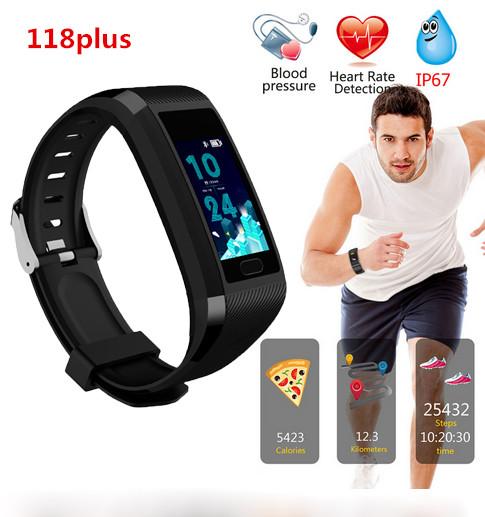 118plus
Blood
pressure
Heart Rate
Detection
IP67
10
24
5423
Calories
12.3
Kilometers
25432
Steps
10:20:30
time